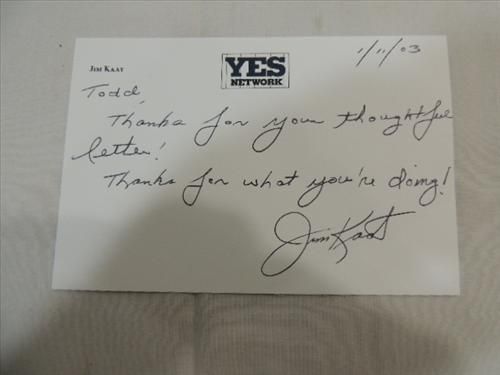 JIM KAAT
YES
NETWORK
1/11/03
Todd,
Thanks for your thoughtful
letter!
Thanks for what you're doing!
Jim Kaat